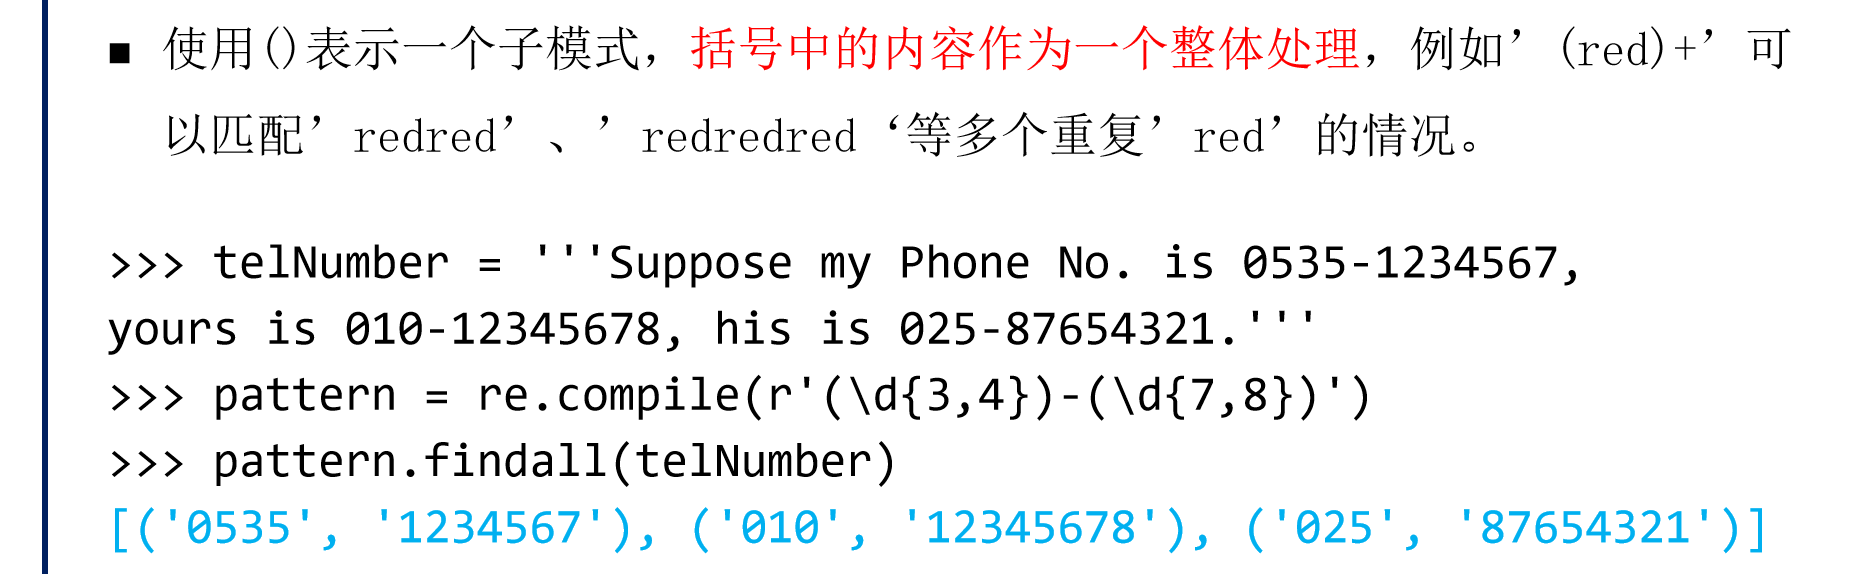 ■ 使用()表示一个子模式，括号中的内容作为一个整体处理，例如’(red)+’可
以匹配’redred’、’redredred‘等多个重复’red’的情况。
>>> telNumber = '''Suppose my Phone No. is 0535-1234567,
yours is 010-12345678, his is 025-87654321.'''
>>> pattern = re.compile(r'(\d{3,4})-(\d{7,8})')
>>> pattern.findall(telNumber)
[('0535', '1234567'), ('010', '12345678'), ('025', '87654321')]